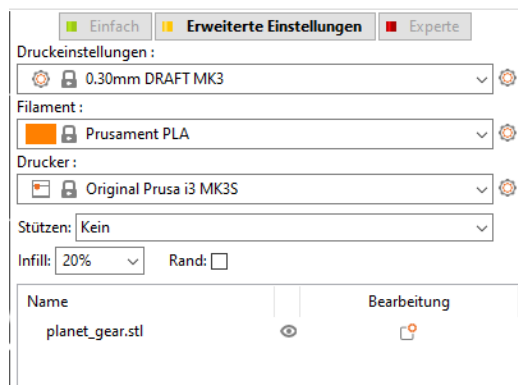 Einfach Erweiterte Einstellungen Experte
Druckeinstellungen :
0.30mm DRAFT MK3
Filament :
Prusament PLA
Drucker :
Original Prusa i3 MK3S
Stützen: Kein
Infill: 20% Rand:
Name Bearbeitung
planet_gear.stl